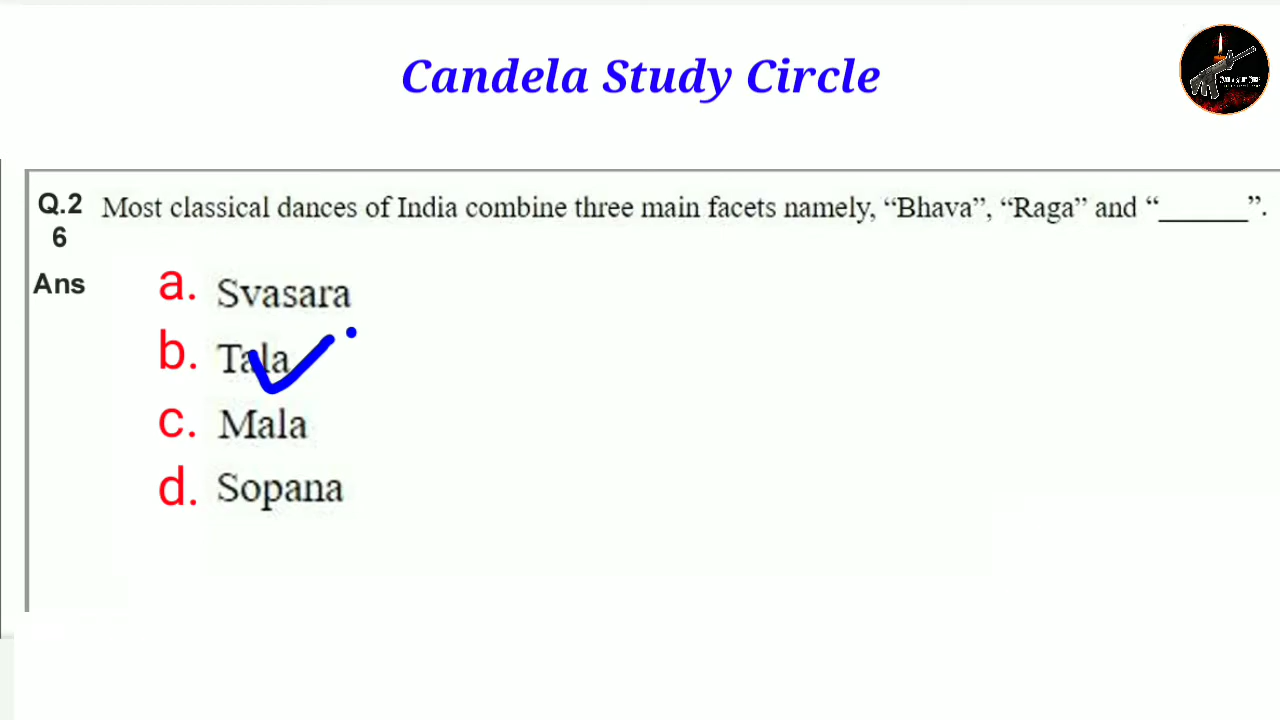 Candela Study Circle
Q.2 Most classical dances of India combine three main facets namely, “Bhava”, “Raga” and “______”.
6
Ans a. Svasara
b. Tala
c. Mala
d. Sopana